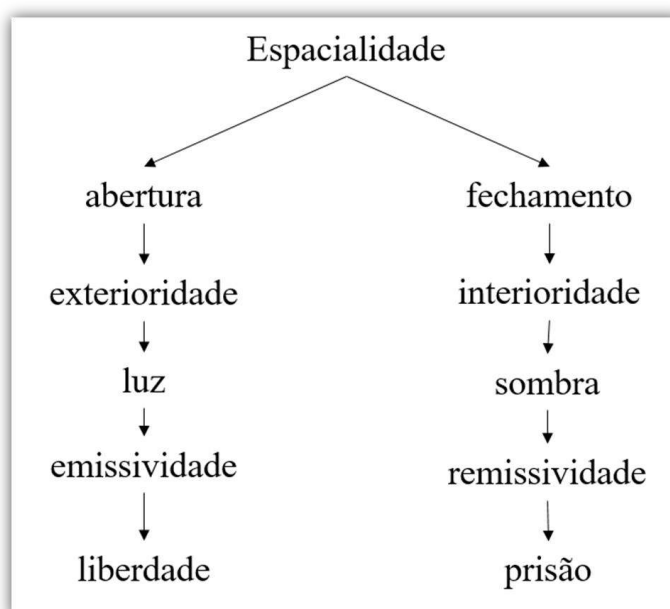 Espacialidade
abertura
fechamento
exterioridade
interioridade
luz
sombra
emissividade
remissividade
liberdade
prisão